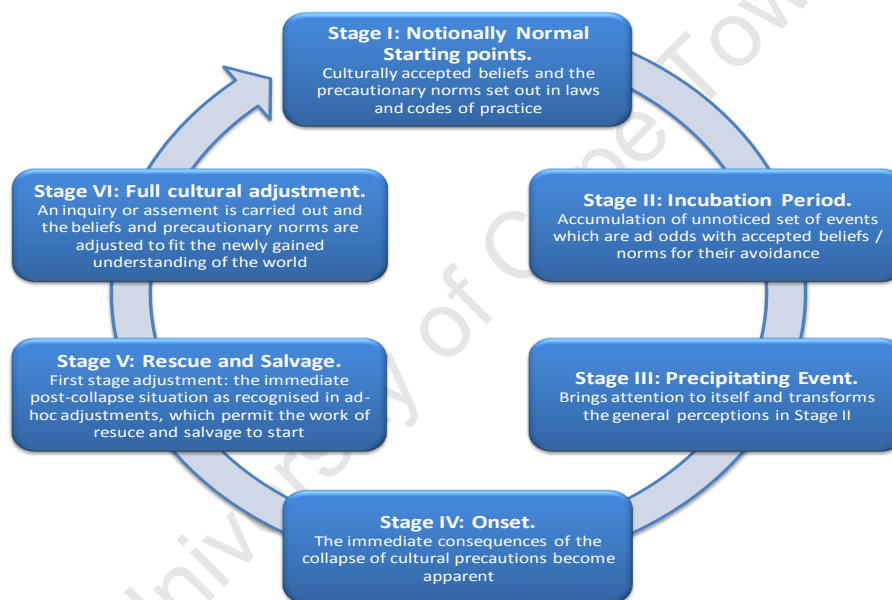 Stage I: Notionally Normal
Starting points.
Culturally accepted beliefs and the
precautionary norms set out in laws
and codes of practice
Stage II: Incubation Period.
Accumulation of unnoticed set of events
which are ad odds with accepted beliefs /
norms for their avoidance
Stage III: Precipitating Event.
Brings attention to itself and transforms
the general perceptions in Stage II
Stage IV: Onset.
The immediate consequences of the
collapse of cultural precautions become
apparent
Stage V: Rescue and Salvage.
First stage adjustment: the immediate
post-collapse situation as recognised in ad-
hoc adjustments, which permit the work of
resuce and salvage to start
Stage VI: Full cultural adjustment.
An inquiry or assement is carried out and
the beliefs and precautionary norms are
adjusted to fit the newly gained
understanding of the world
University of Cape Tow